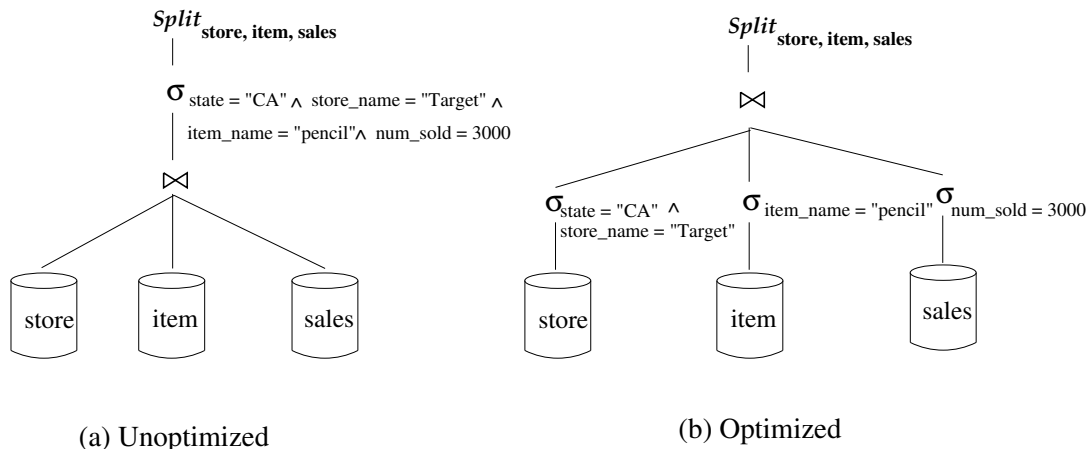 Split store, item, sales
σ state = "CA" ∧ store_name = "Target" ∧
item_name = "pencil" ∧ num_sold = 3000
⋈
store item sales
(a) Unoptimized
Split store, item, sales
⋈
σ state = "CA" ∧
store_name = "Target"
σ item_name = "pencil"
σ num_sold = 3000
store item sales
(b) Optimized